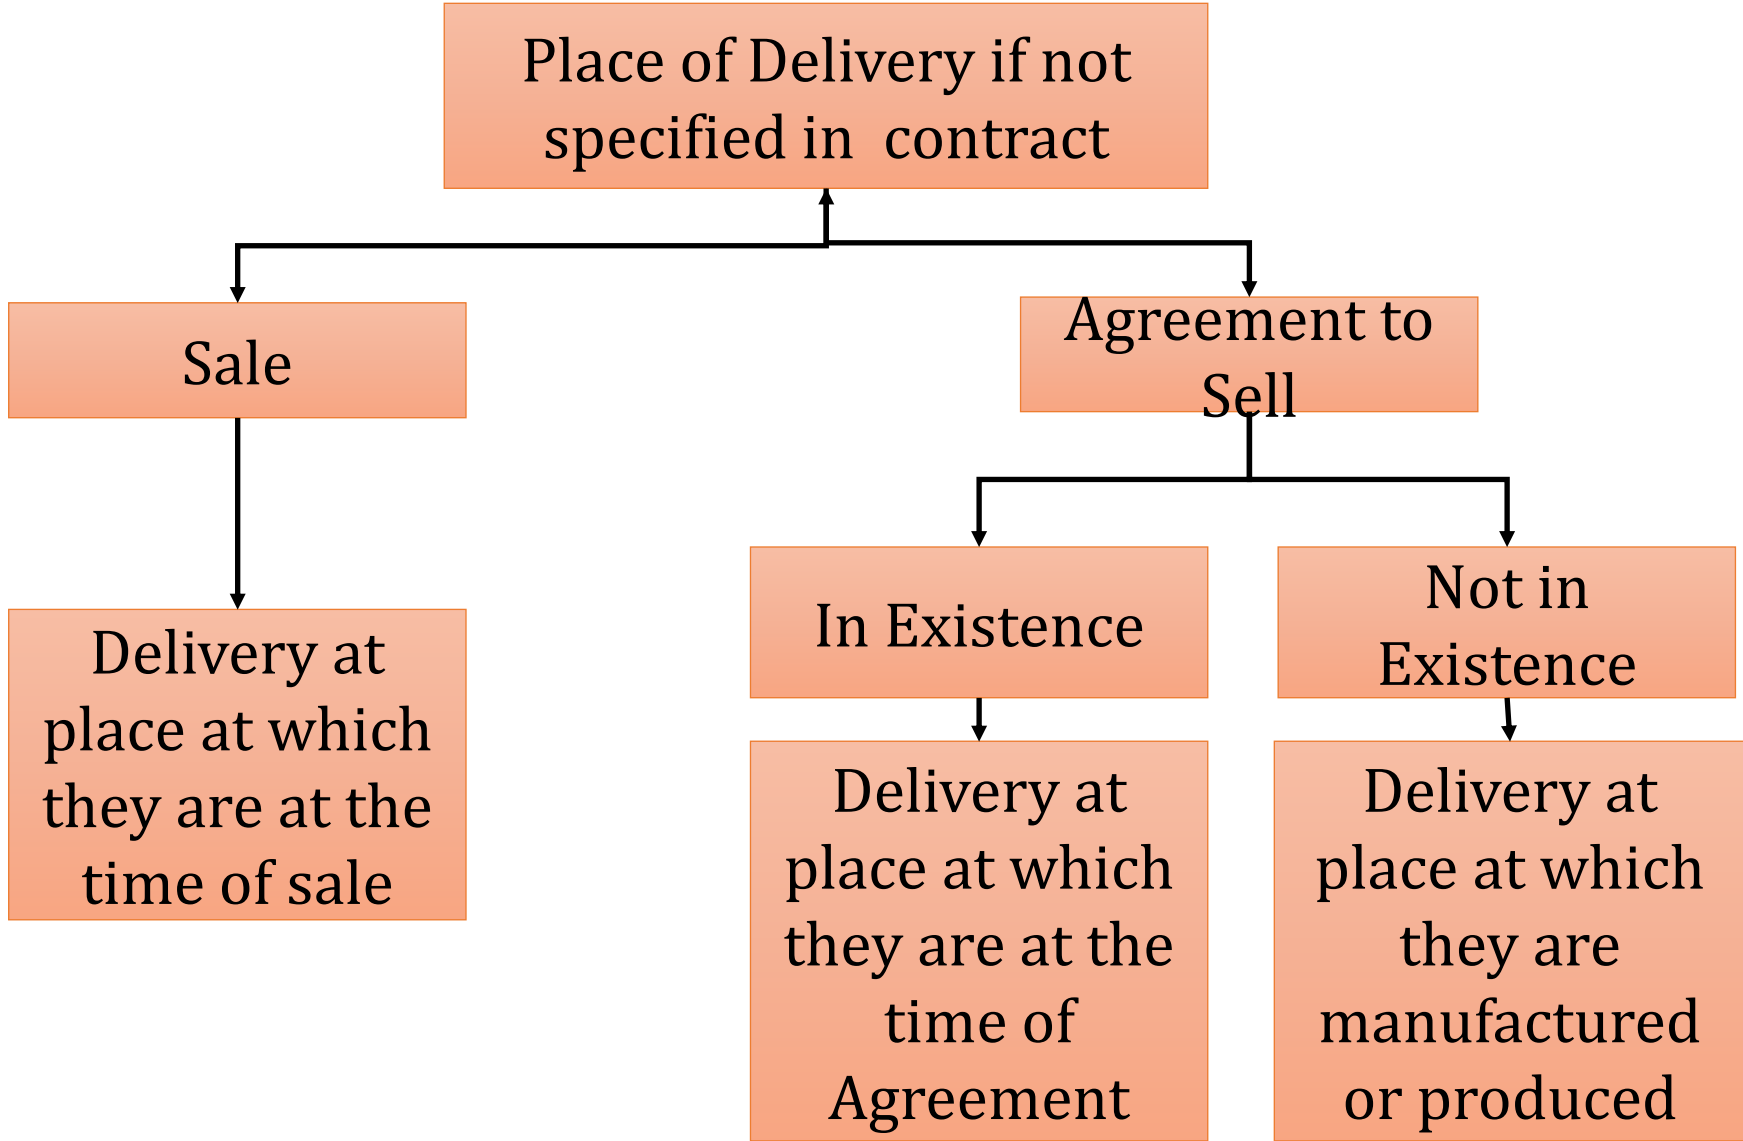 Place of Delivery if not
specified in  contract
Sale
Agreement to
Sell
In Existence
Not in
Existence
Delivery at
place at which
they are at the
time of sale
Delivery at
place at which
they are at the
time of
Agreement
Delivery at
place at which
they are
manufactured
or produced